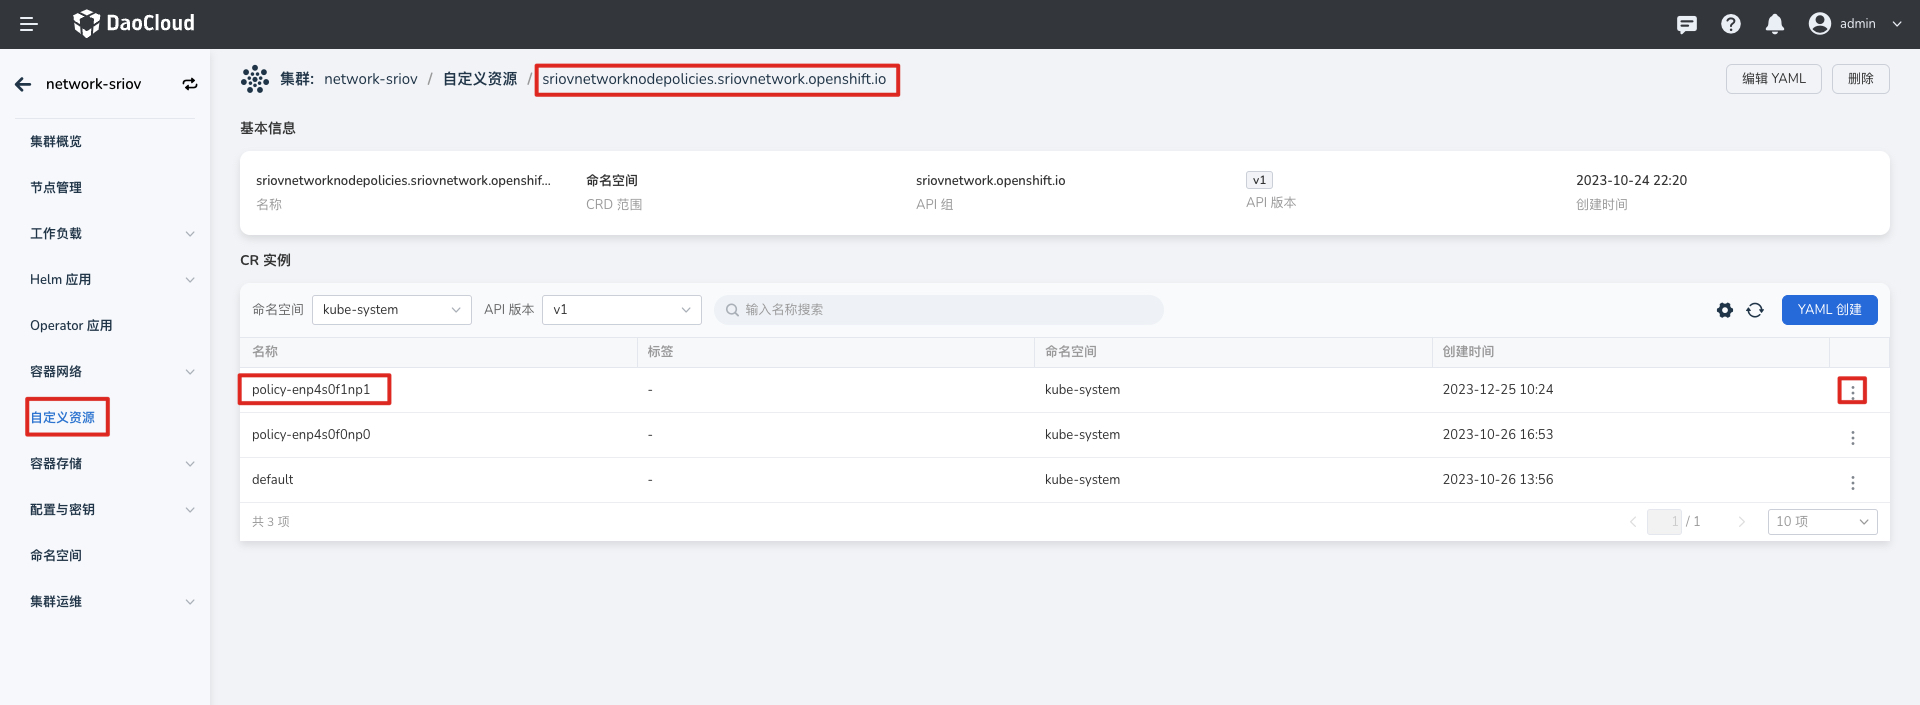 DaoCloud
admin
network-sriov
集群概览
节点管理
工作负载
Helm 应用
Operator 应用
容器网络
自定义资源
容器存储
配置与密钥
命名空间
集群运维
集群: network-sriov / 自定义资源 / sriovnetworknodepolicies.sriovnetwork.openshift.io
编辑 YAML
删除
基本信息
sriovnetworknodepolicies.sriovnetwork.openshif...
名称
命名空间
CRD 范围
sriovnetwork.openshift.io
API 组
v1
API 版本
2023-10-24 22:20
创建时间
CR 实例
命名空间 kube-system API 版本 v1 输入名称搜索 YAML 创建
名称 标签 命名空间 创建时间
policy-enp4s0f1np1 - kube-system 2023-12-25 10:24
policy-enp4s0f0np0 - kube-system 2023-10-26 16:53
default - kube-system 2023-10-26 13:56
共 3 项 1 / 1 10 项